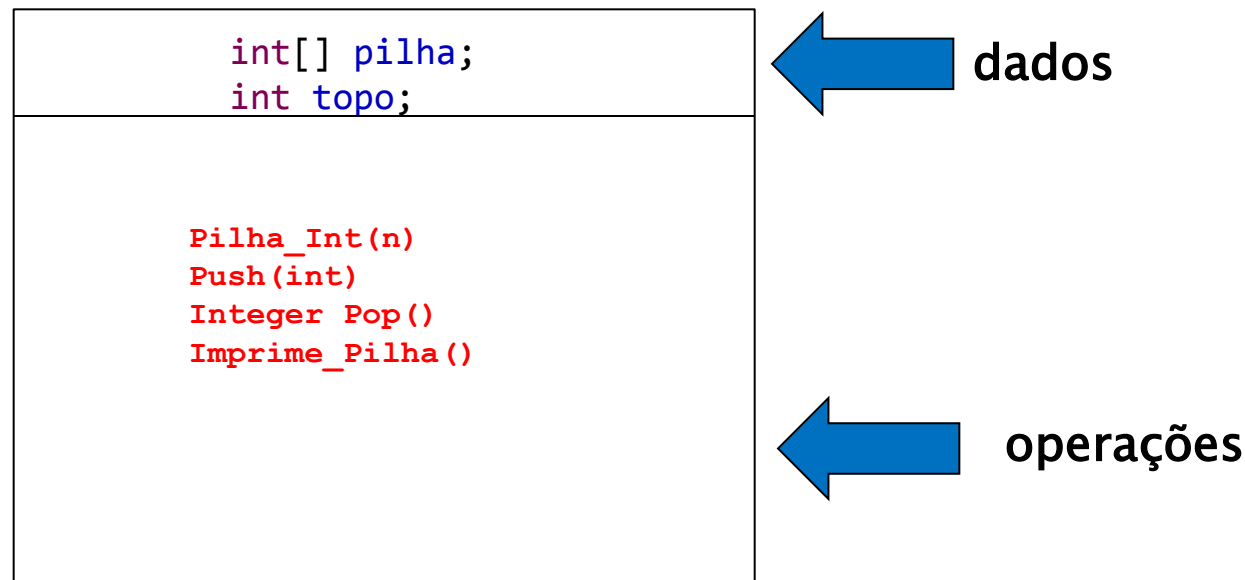 int[] pilha;
int topo;
dados
Pilha_Int(n)
Push(int)
Integer Pop()
Imprime_Pilha()
operações